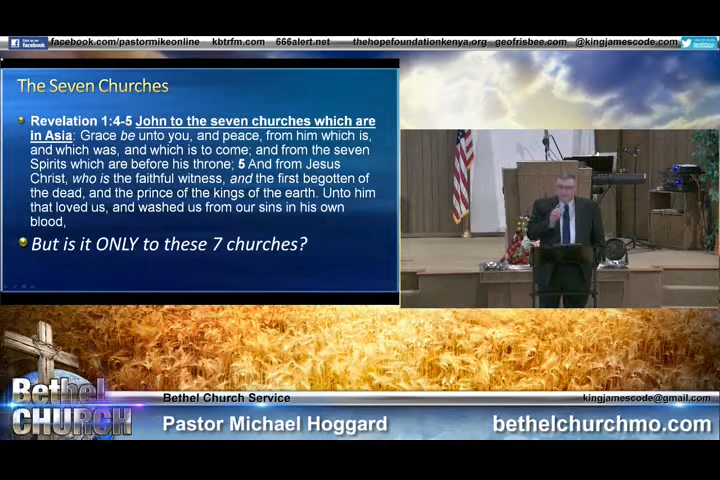 facebook.com/pastormikeonline kbtrfm.com 666alert.net thehopefoundationkenya.org geofrisbee.com @kingjamescode.com
The Seven Churches
Revelation 1:4-5 John to the seven churches which are
in Asia: Grace be unto you, and peace, from him which is,
and which was, and which is to come; and from the seven
Spirits which are before his throne; 5 And from Jesus
Christ, who is the faithful witness, and the first begotten of
the dead, and the prince of the kings of the earth. Unto him
that loved us, and washed us from our sins in his own
blood,
But is it ONLY to these 7 churches?
Bethel
CHURCH
Bethel Church Service
kingjamescode@gmail.com
Pastor Michael Hoggard
bethelchurchmo.com